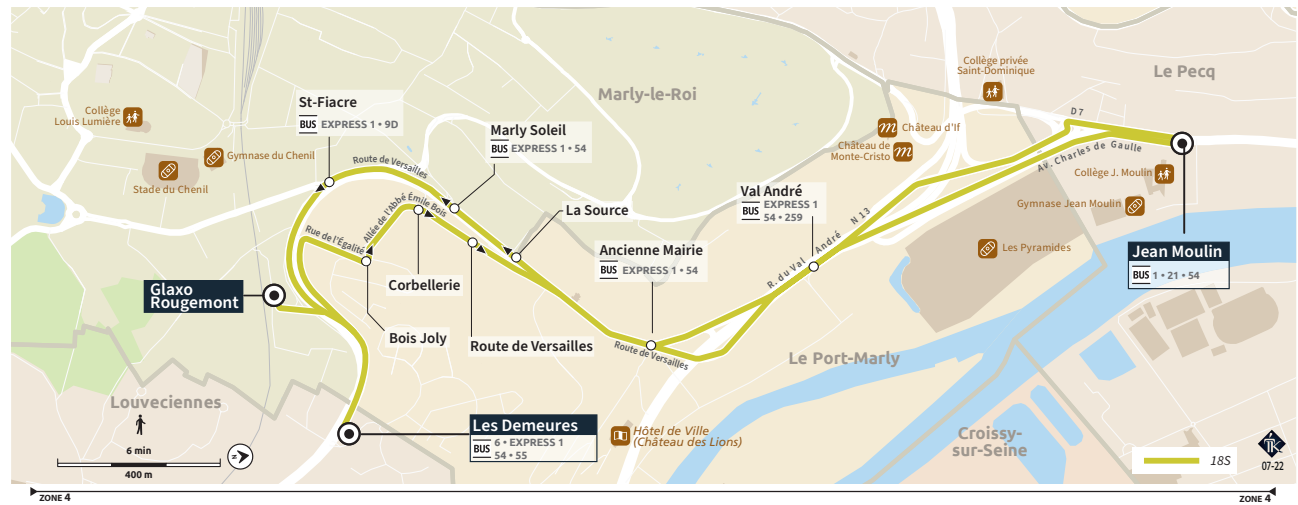 Collège privée
Saint-Dominique
Le Pecq
Marly-le-Roi
St-Fiacre
BUS EXPRESS 1 • 9D
Collège
Louis Lumière
D 7
Marly Soleil
BUS EXPRESS 1 • 54
Château d'If
Château de
Monte-Cristo
Av. Charles de Gaulle
Gymnase du Chenil
Route de Versailles
Collège J. Moulin
Stade du Chenil
Val André
BUS EXPRESS 1
54 • 259
Allée de l'Abbé Émile Bois
La Source
Gymnase Jean Moulin
N 13
Rue de l'Égalité
R. du Val André
Ancienne Mairie
BUS EXPRESS 1 • 54
Les Pyramides
Jean Moulin
BUS 1 • 21 • 54
Glaxo
Rougemont
Corbellerie
Bois Joly
Route de Versailles
Route de Versailles
Le Port-Marly
Louveciennes
Les Demeures
BUS 6 • EXPRESS 1
54 • 55
Hôtel de Ville
(Château des Lions)
Croissy-
sur-Seine
6 min
400 m
N
18S
TK
07-22
ZONE 4
ZONE 4